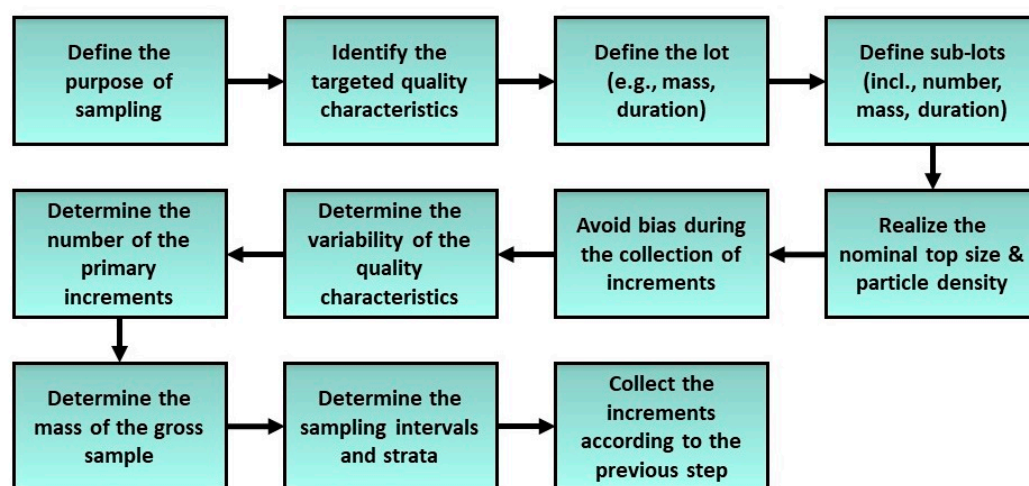 Define the
purpose of
sampling
Identify the
targeted quality
characteristics
Define the lot
(e.g., mass,
duration)
Define sub-lots
(incl., number,
mass, duration)
Realize the
nominal top size &
particle density
Avoid bias during
the collection of
increments
Determine the
variability of the
quality
characteristics
Determine the
number of the
primary
increments
Determine the
mass of the gross
sample
Determine the
sampling intervals
and strata
Collect the
increments
according to the
previous step